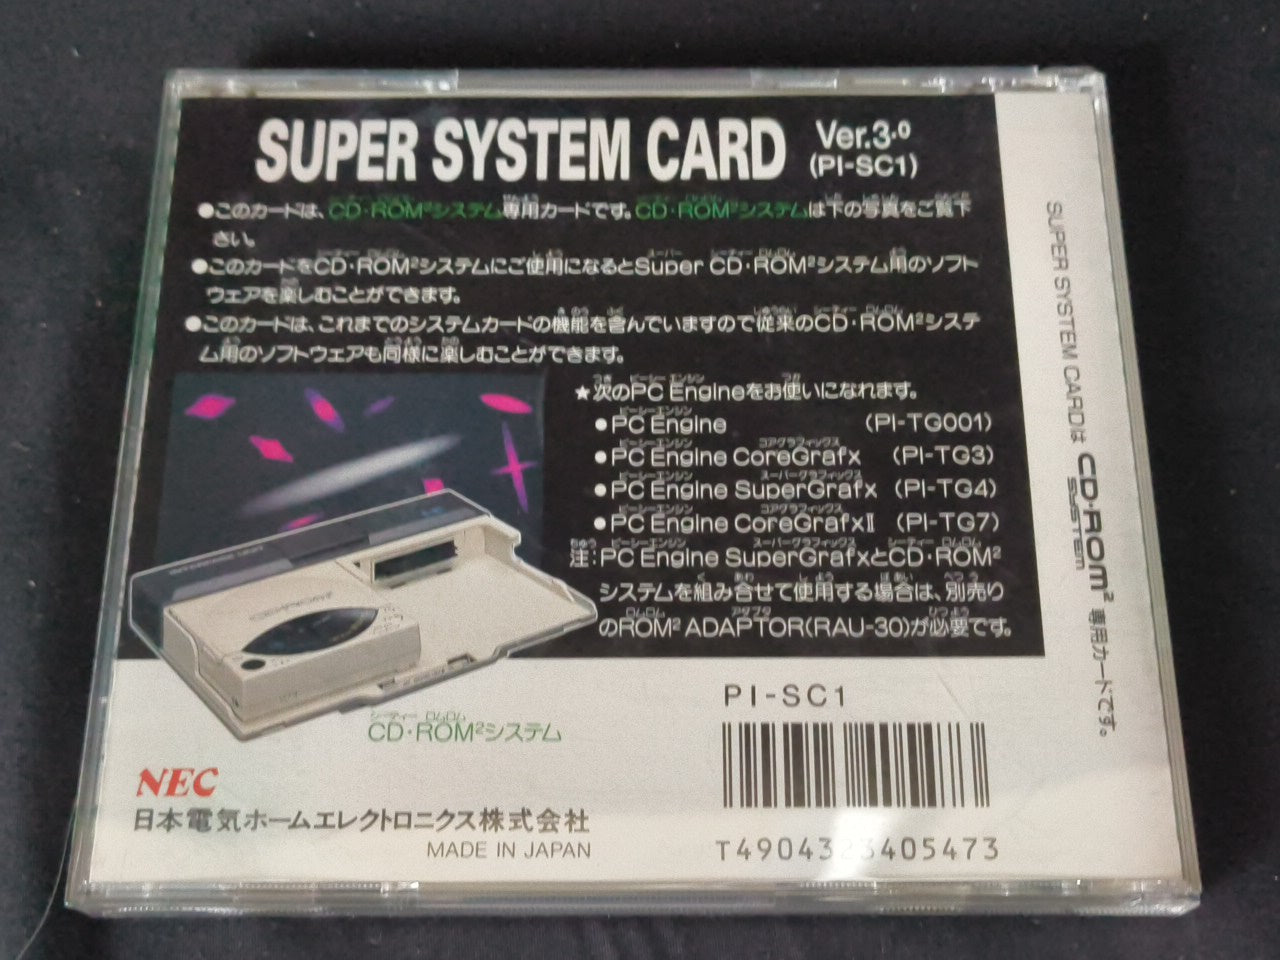 SUPER SYSTEM CARD Ver.3.0
(PI-SC1)
●このカードは、CD・ROM²システム専用カードです。CD・ROM²システムは下の写真をご覧下
さい。
●このカードをCD・ROM²システムにご使用になるとSuper CD・ROM²システム用のソフト
ウェアを楽しむことができます。
●このカードは、これまでのシステムカードの機能を含んでいますので従来のCD・ROM²システ
ム用のソフトウェアも同様に楽しむことができます。
★次のPC Engineをお使いになれます。
●PC Engine (PI-TG001)
●PC Engine CoreGrafx (PI-TG3)
●PC Engine SuperGrafx (PI-TG4)
●PC Engine CoreGrafxⅡ (PI-TG7)
注:PC Engine SuperGrafxとCD・ROM²
システムを組み合せて使用する場合は、別売り
のROM² ADAPTOR(RAU-30)が必要です。
CD・ROM²システム
NEC
日本電気ホームエレクトロニクス株式会社
MADE IN JAPAN
PI-SC1
T4904323405473
SUPER SYSTEM CARDは CD・ROM² SYSTEM 専用カードです。